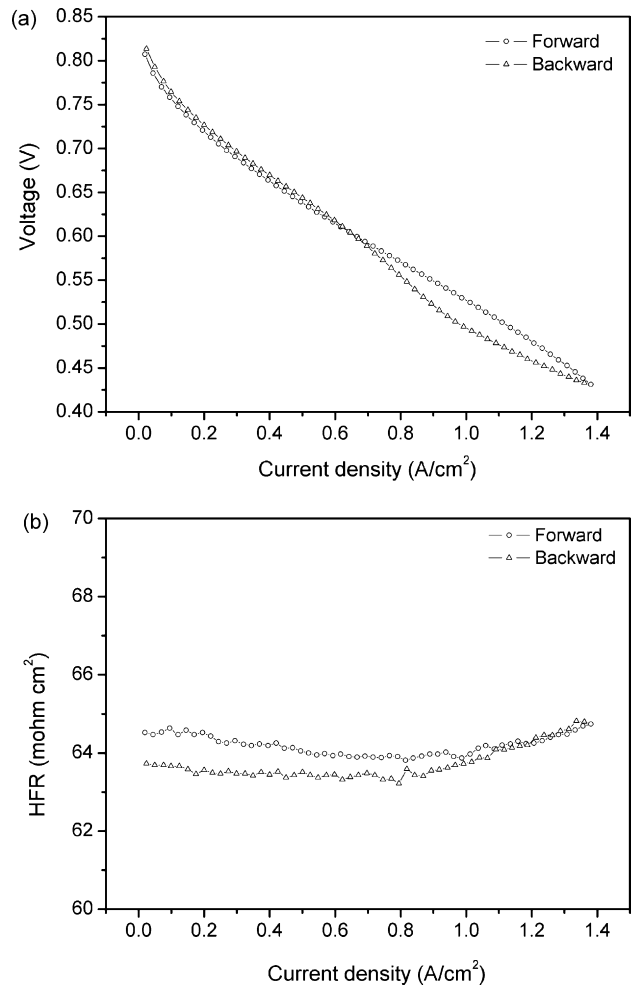 (a)
0.85
0.80
0.75
0.70
0.65
0.60
0.55
0.50
0.45
0.40
Voltage (V)
Forward
Backward
0.0 0.2 0.4 0.6 0.8 1.0 1.2 1.4
Current density (A/cm²)
(b)
70
68
66
64
62
60
HFR (mohm cm²)
Forward
Backward
0.0 0.2 0.4 0.6 0.8 1.0 1.2 1.4
Current density (A/cm²)